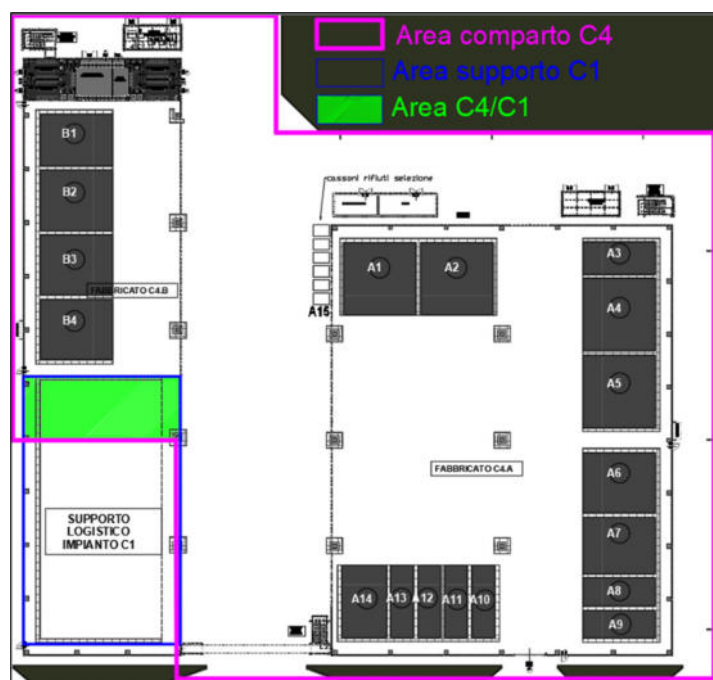 Area comparto C4
Area supporto C1
Area C4/C1
cassoni rifiuti selezione
B1
B2
B3
FABBRICATO C4.B
B4
A1
A2
A3
A4
A5
A15
A6
A7
A8
A9
FABBRICATO C4.A
SUPPORTO
LOGISTICO
IMPIANTO C1
A14
A13
A12
A11
A10